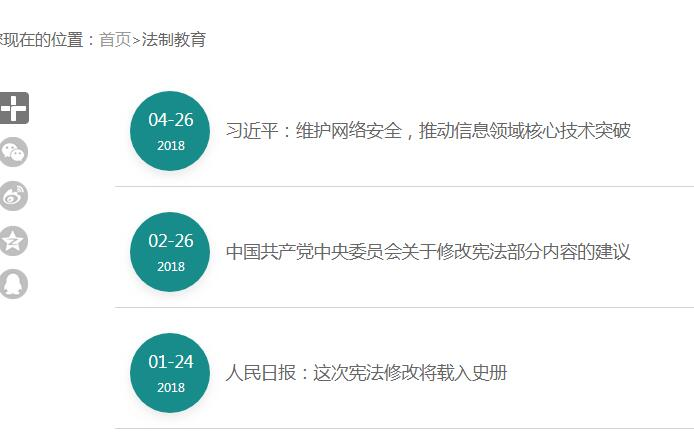 现在的位置：首页>法制教育
04-26
2018
习近平：维护网络安全，推动信息领域核心技术突破
02-26
2018
中国共产党中央委员会关于修改宪法部分内容的建议
01-24
2018
人民日报：这次宪法修改将载入史册